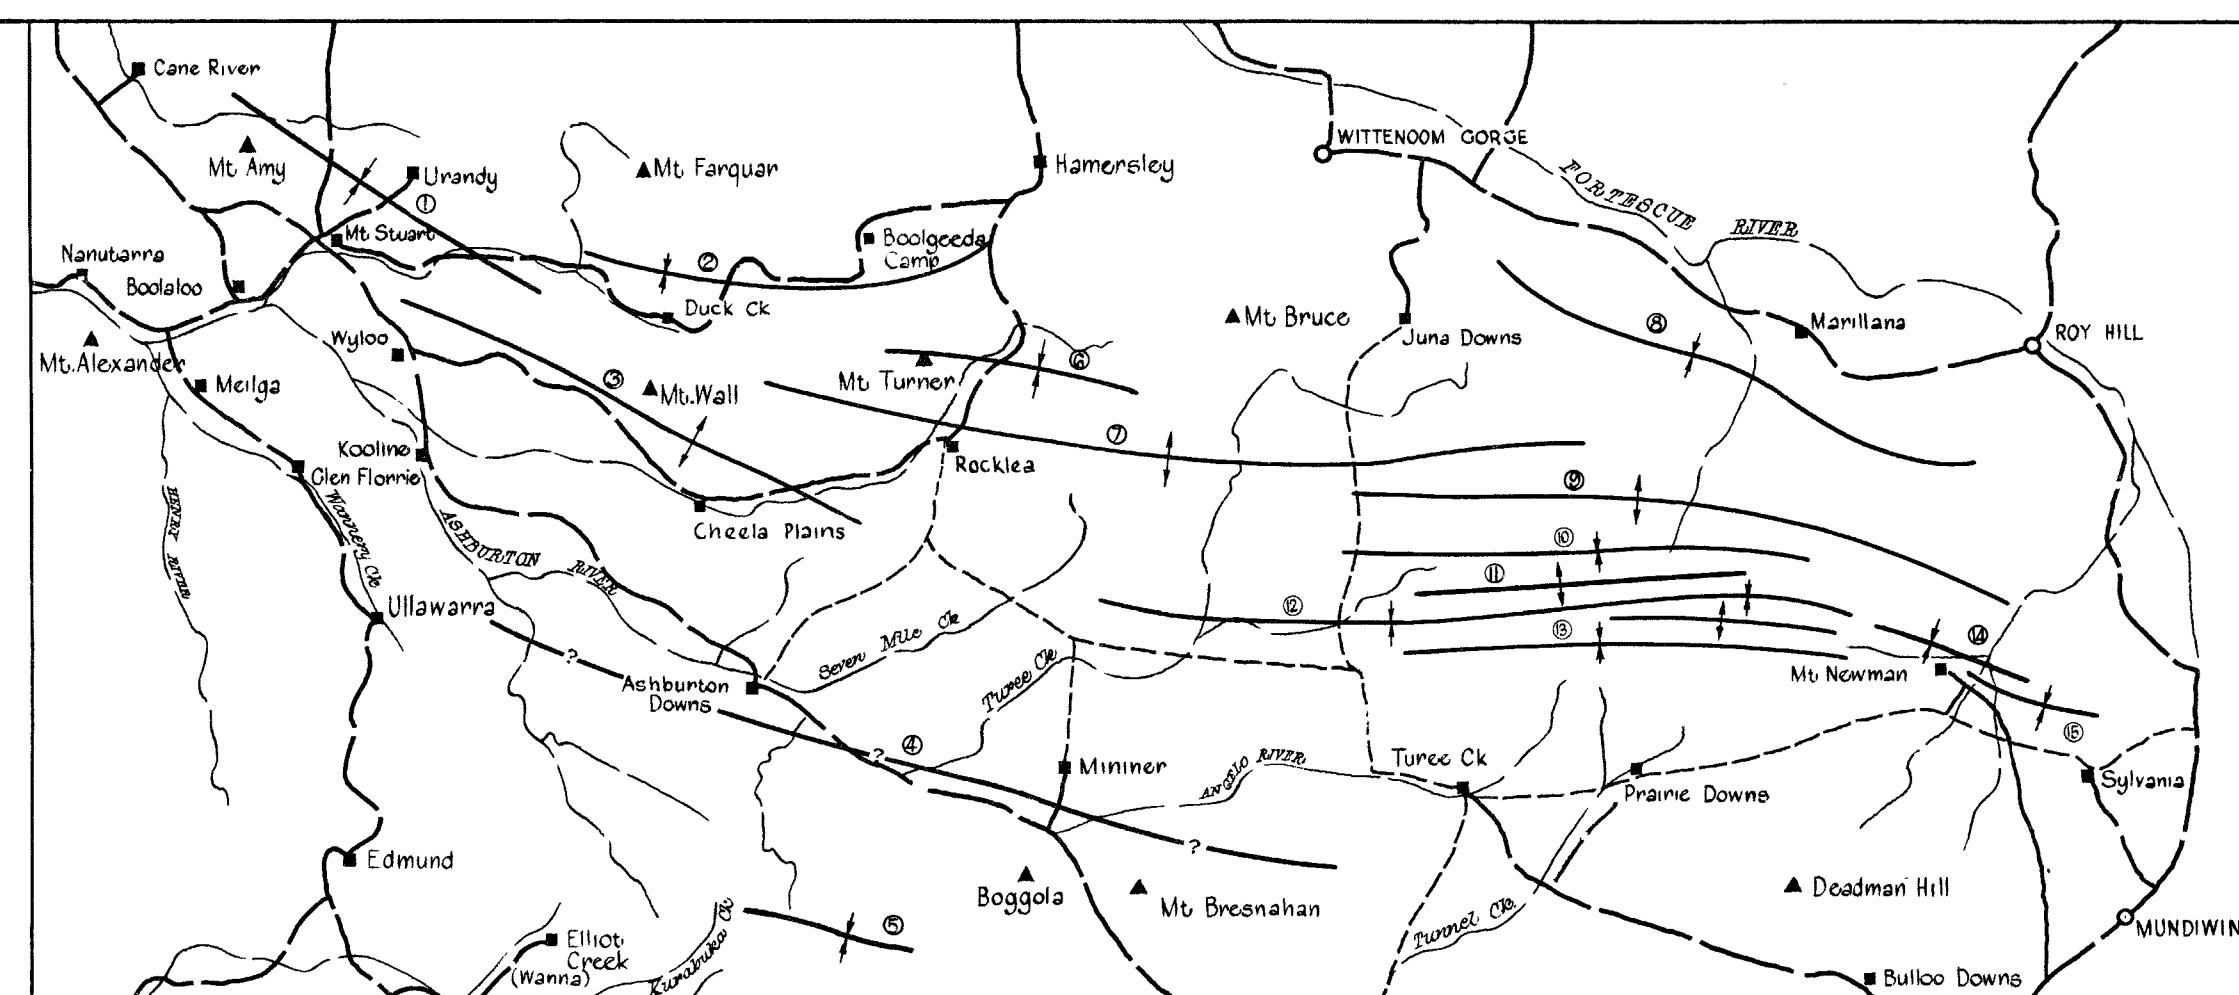 Cane River
WITTENOOM GORGE
Mt Amy
Mt Farquar
Hamersley
Urandy
①
FORTESCUE
RIVER
Mt Stuart
Boolgeeda
Camp
②
Nanutarra
Boolaloo
Duck Ck
Mt Bruce
⑧
Marillana
ROY HILL
Wyloo
Juna Downs
Mt. Alexander
Meilga
③
Mt. Wall
Mt Turner
⑥
Kooline
Glen Florrie
⑦
Rocklea
HENRY RIVER
Wannery Ck
ASHBURTON
RIVER
Cheela Plains
⑨
⑩
⑪
⑫
⑬
⑭
Ullawarra
?
Seven Mile Ck
Turee Ck
Ashburton
Downs
Mt Newman
⑮
? ④
Mininer
ANGELO RIVER
Turee Ck
Prairie Downs
Sylvania
?
Edmund
Boggola
Mt Bresnahan
Deadman Hill
Kurabuka Ck
⑤
Tunnel Ck.
MUNDIWIN
Elliot
Creek
(Wanna)
Bulloo Downs